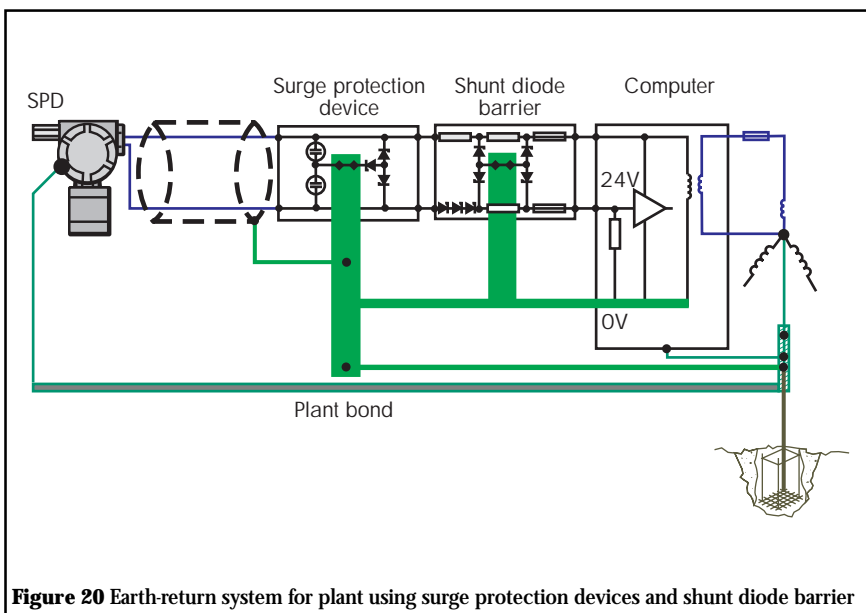 SPD
Surge protection
device
Shunt diode
barrier
Computer
24V
0V
Plant bond
Figure 20 Earth-return system for plant using surge protection devices and shunt diode barrier